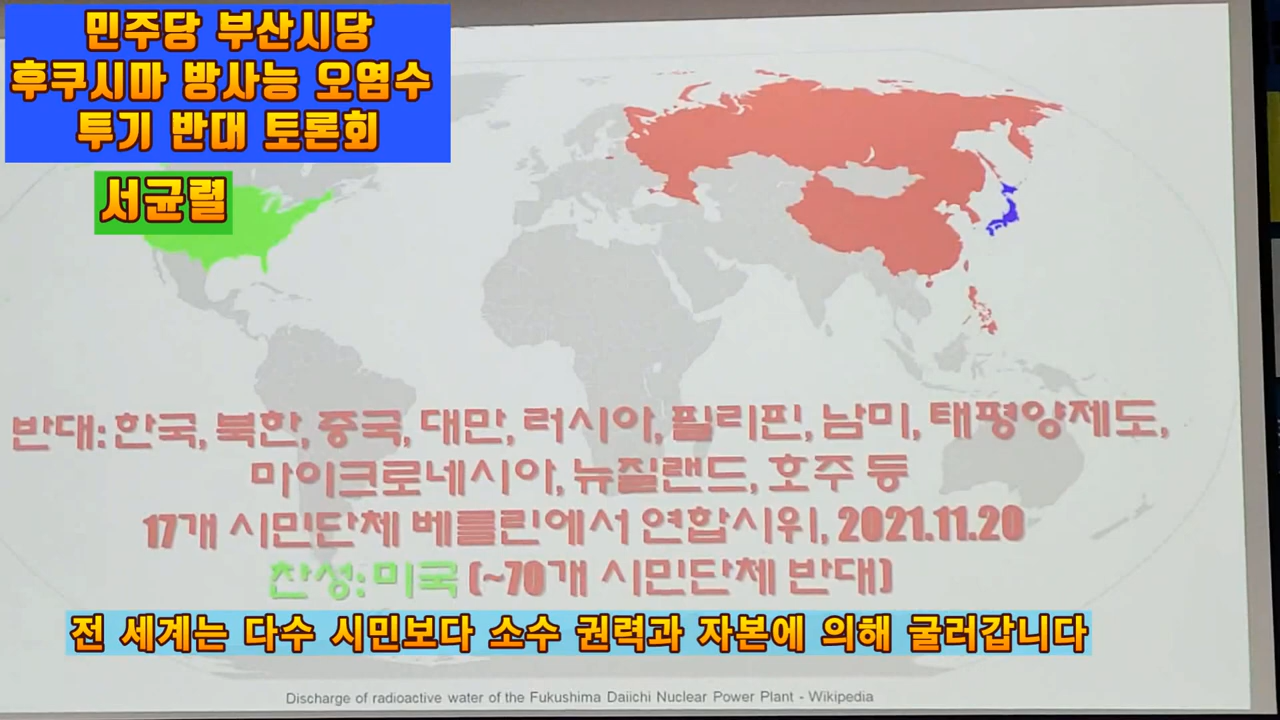 민주당 부산시당
후쿠시마 방사능 오염수
투기 반대 토론회
서균렬
반대: 한국, 북한, 중국, 대만, 러시아, 필리핀, 남미, 태평양제도,
마이크로네시아, 뉴질랜드, 호주 등
17개 시민단체 베를린에서 연합시위, 2021.11.20
찬성: 미국 (~70개 시민단체 반대)
전 세계는 다수 시민보다 소수 권력과 자본에 의해 굴러갑니다
Discharge of radioactive water of the Fukushima Daiichi Nuclear Power Plant - Wikipedia